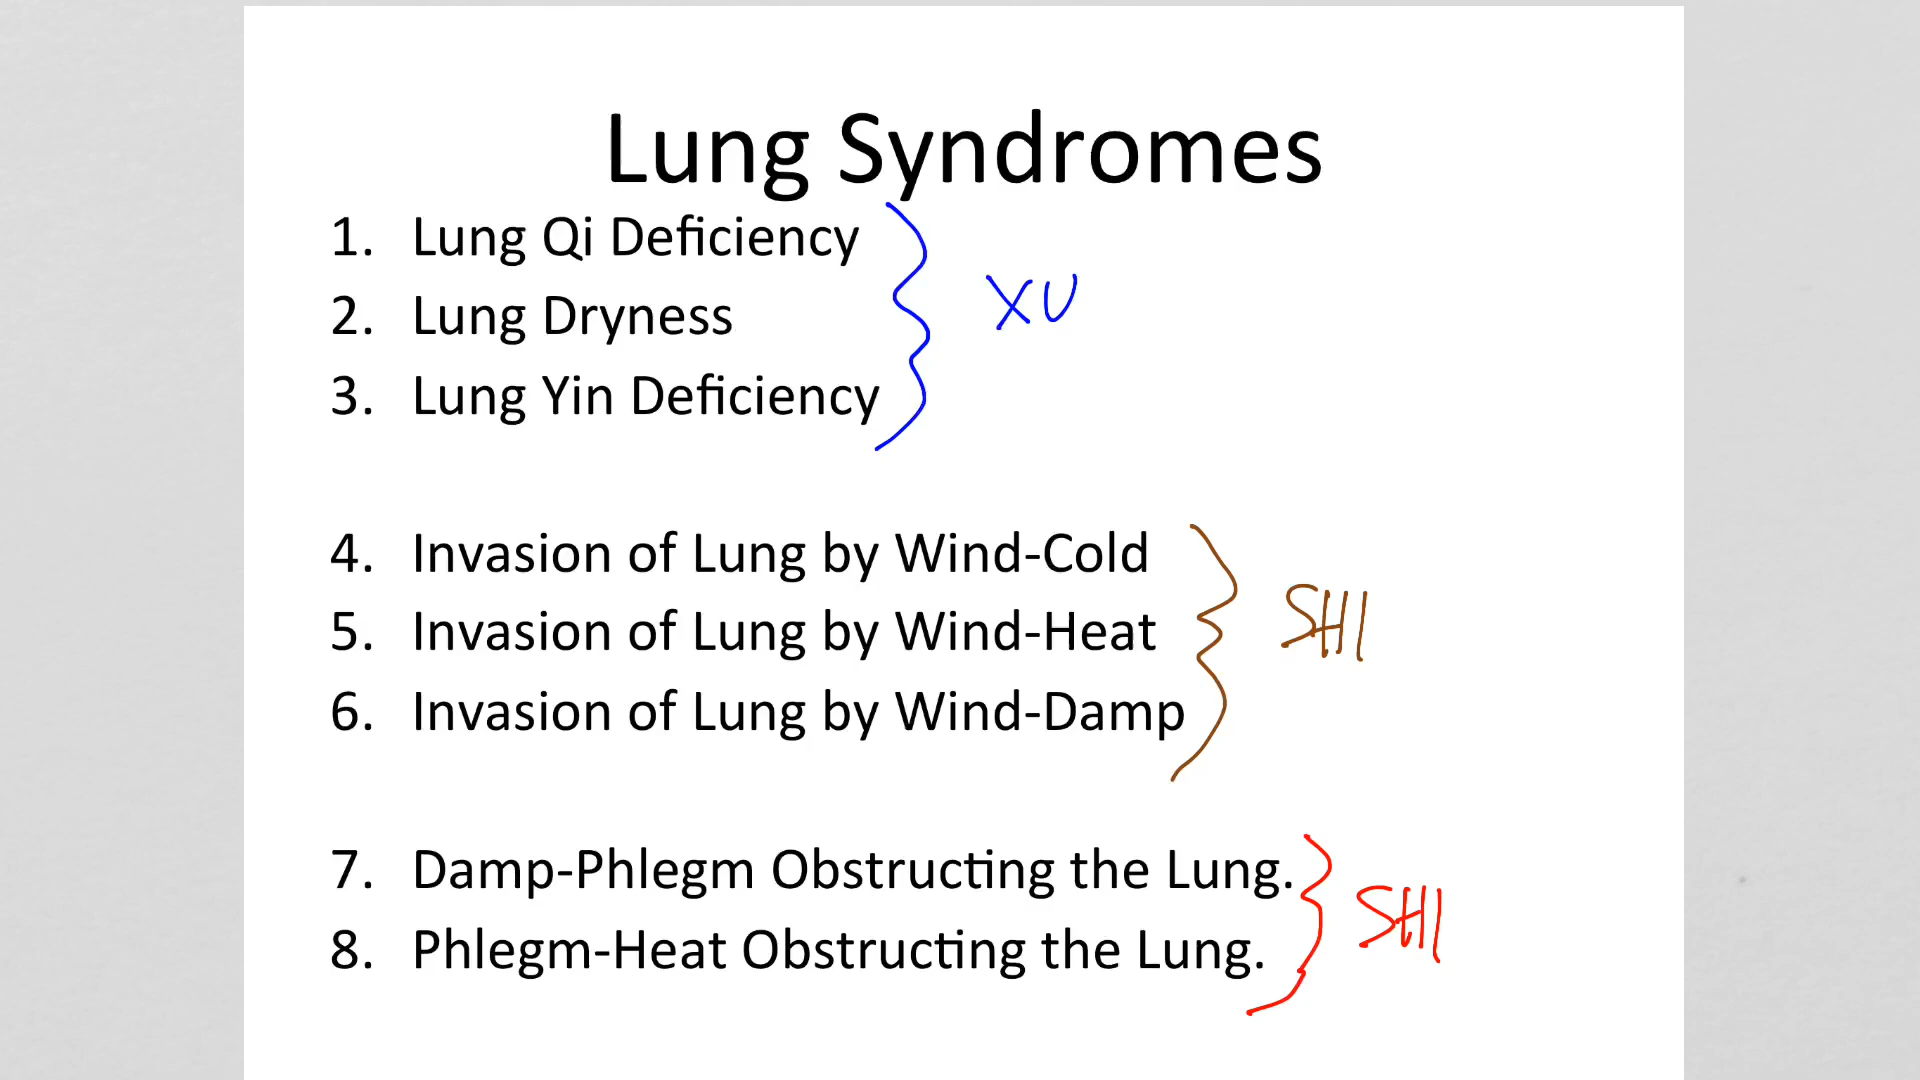 Lung Syndromes
1. Lung Qi Deficiency
2. Lung Dryness
3. Lung Yin Deficiency
XU
4. Invasion of Lung by Wind-Cold
5. Invasion of Lung by Wind-Heat
6. Invasion of Lung by Wind-Damp
SHI
7. Damp-Phlegm Obstructing the Lung.
8. Phlegm-Heat Obstructing the Lung.
SHI